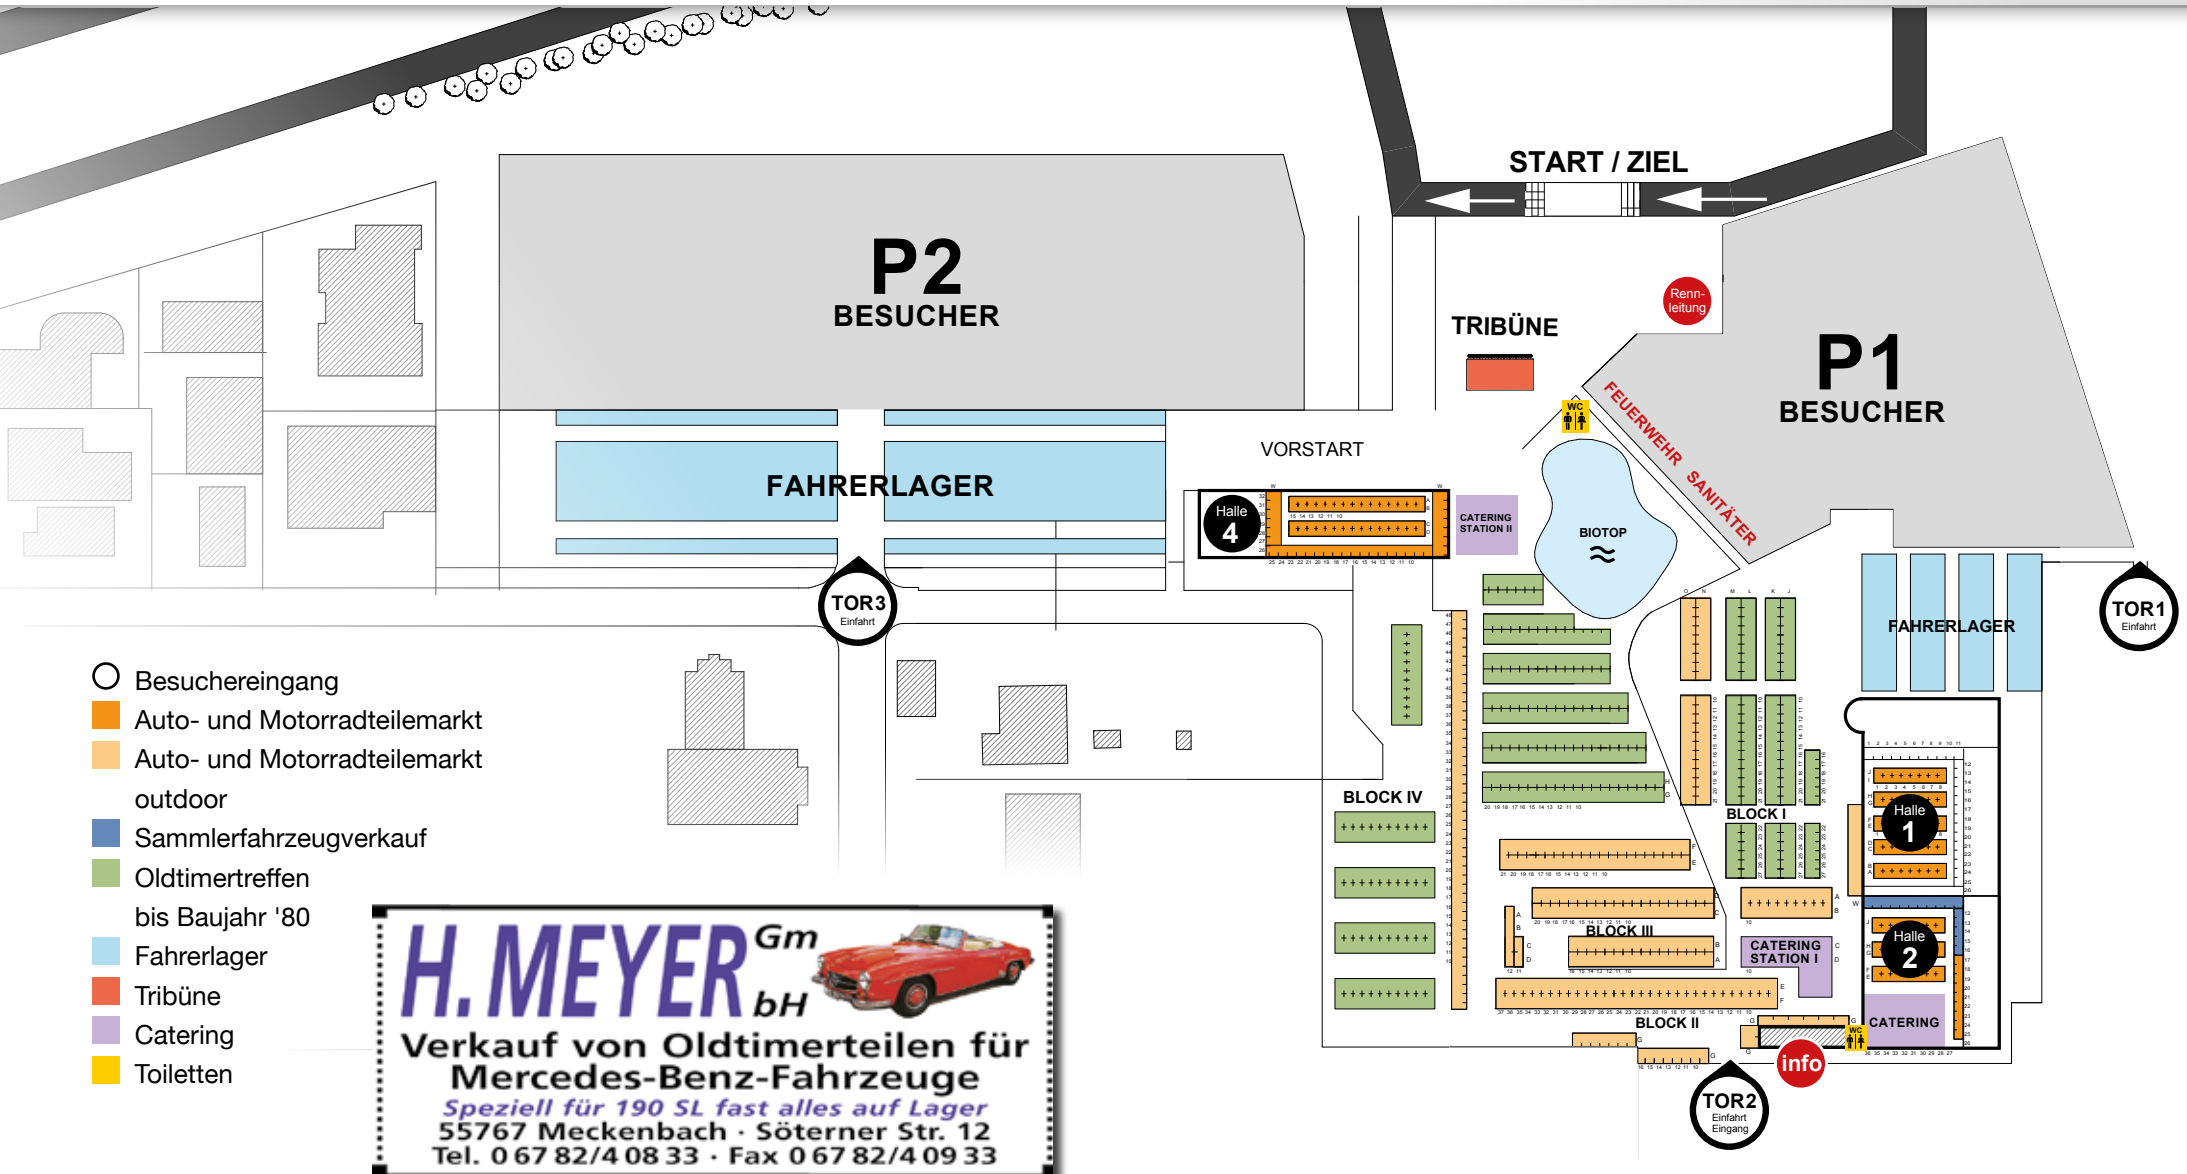 START / ZIEL
P2
BESUCHER
Renn-
leitung
TRIBÜNE
P1
BESUCHER
WC
FEUERWEHR SANITÄTER
VORSTART
FAHRERLAGER
Halle
4
CATERING
STATION II
BIOTOP
TOR3
Einfahrt
TOR1
Einfahrt
FAHRERLAGER
Besuchereingang
Auto- und Motorradteilemarkt
Auto- und Motorradteilemarkt
outdoor
Sammlerfahrzeugverkauf
Oldtimertreffen
bis Baujahr '80
Fahrerlager
Tribüne
Catering
Toiletten
BLOCK IV
BLOCK I
Halle
1
BLOCK III
CATERING
STATION I
Halle
2
CATERING
BLOCK II
WC
info
TOR2
Einfahrt
Eingang
H. MEYER Gm
bH
Verkauf von Oldtimerteilen für
Mercedes-Benz-Fahrzeuge
Speziell für 190 SL fast alles auf Lager
55767 Meckenbach · Söterner Str. 12
Tel. 0 67 82/4 08 33 · Fax 0 67 82/4 09 33